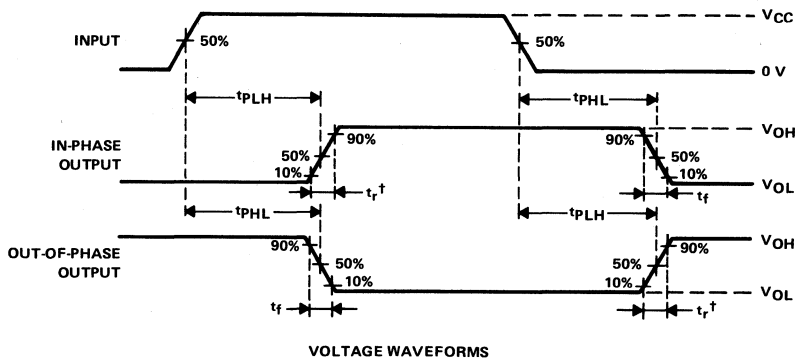 VCC
INPUT
50%
50%
0 V
tPLH
tPHL
IN-PHASE
OUTPUT
90%
90%
VOH
50%
50%
10%
10%
VOL
tr†
tf
tPHL
tPLH
OUT-OF-PHASE
OUTPUT
90%
90%
VOH
50%
50%
10%
10%
VOL
tf
tr†
VOLTAGE WAVEFORMS